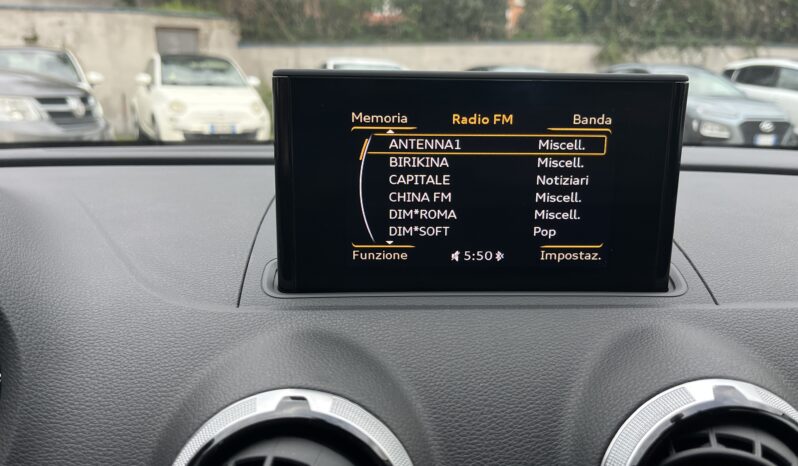 Memoria Radio FM Banda
ANTENNA1 Miscell.
BIRIKINA Miscell.
CAPITALE Notiziari
CHINA FM Miscell.
DIM*ROMA Miscell.
DIM*SOFT Pop
Funzione 5:50 Impostaz.